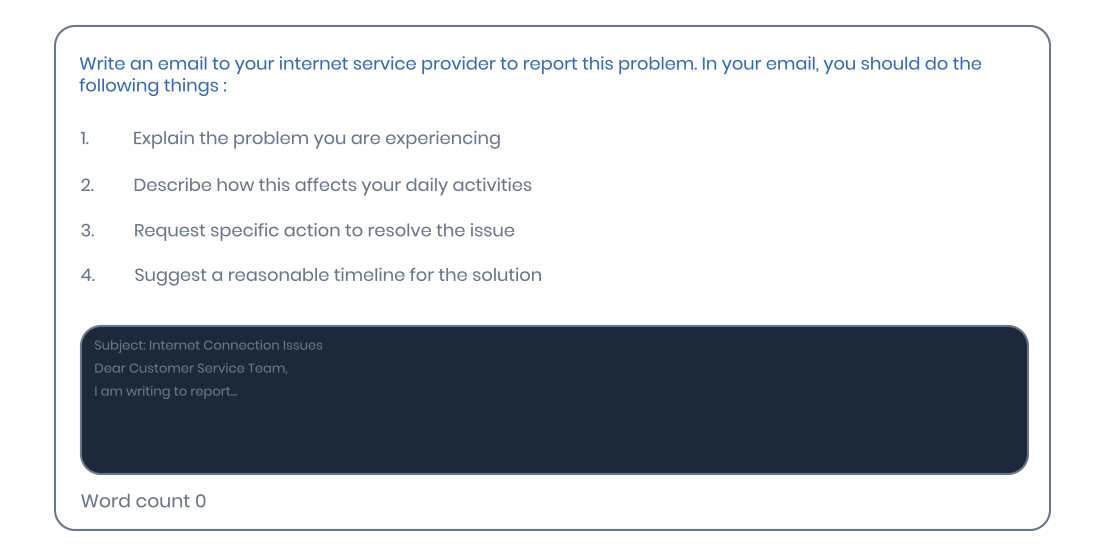 Write an email to your internet service provider to report this problem. In your email, you should do the
following things :
1. Explain the problem you are experiencing
2. Describe how this affects your daily activities
3. Request specific action to resolve the issue
4. Suggest a reasonable timeline for the solution
Subject: Internet Connection Issues
Dear Customer Service Team,
I am writing to report...
Word count 0